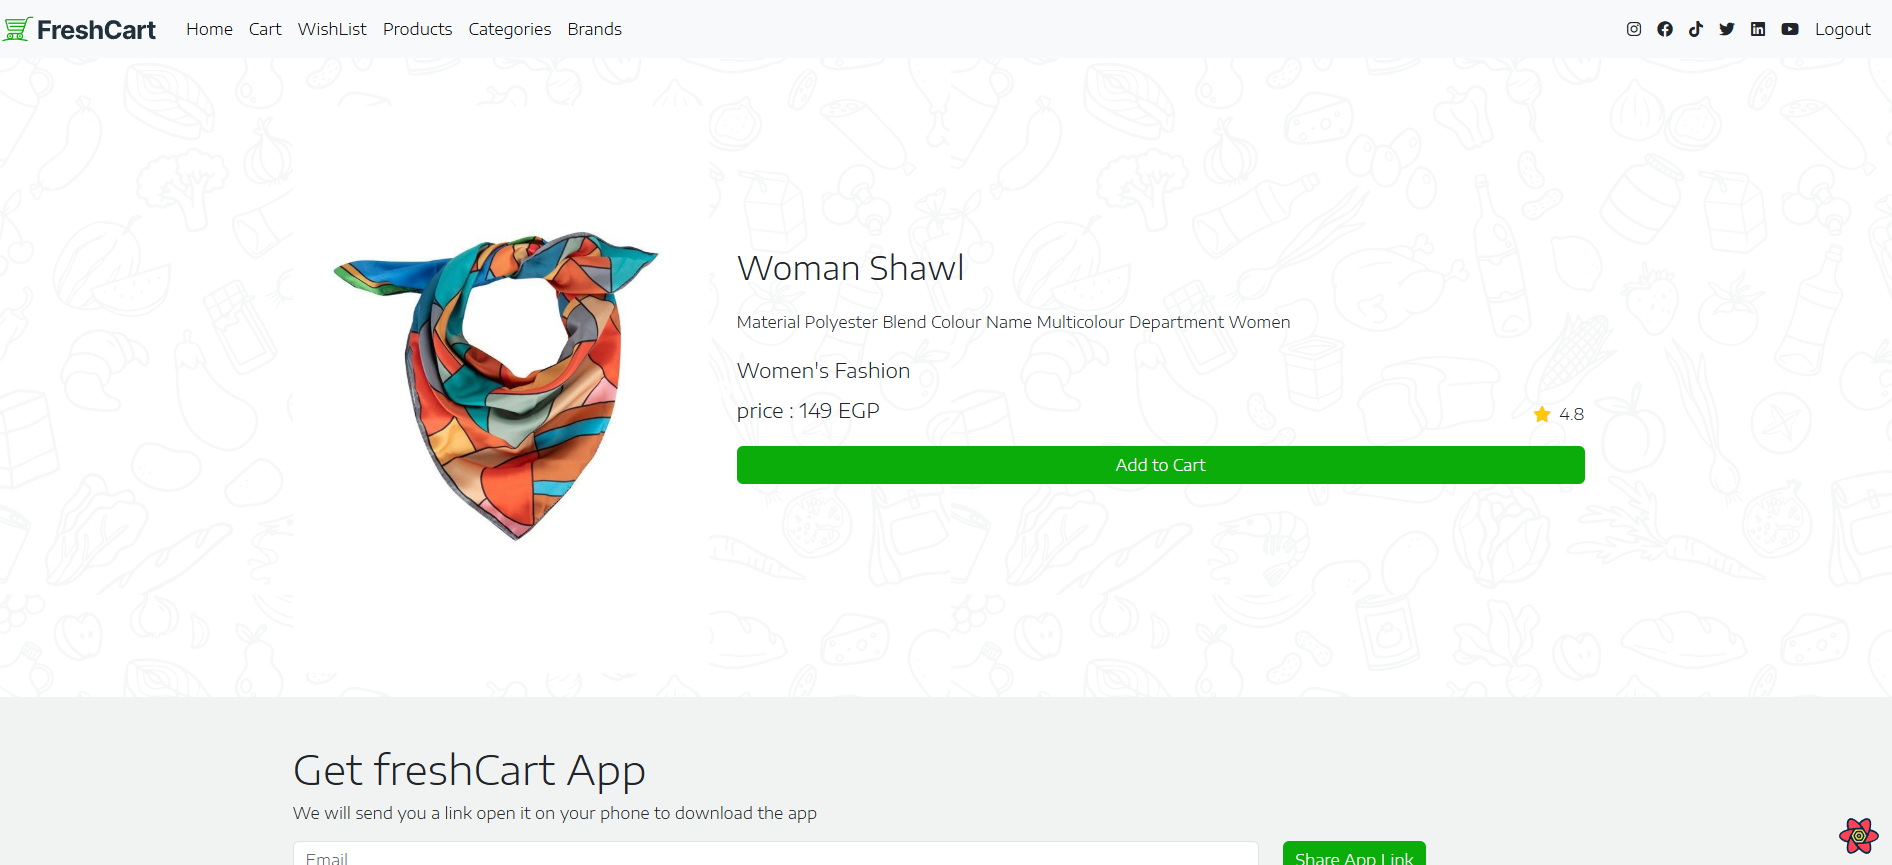 FreshCart Home Cart WishList Products Categories Brands Logout
Woman Shawl
Material Polyester Blend Colour Name Multicolour Department Women
Women's Fashion
price : 149 EGP 4.8
Add to Cart
Get freshCart App
We will send you a link open it on your phone to download the app
Email Share App Link